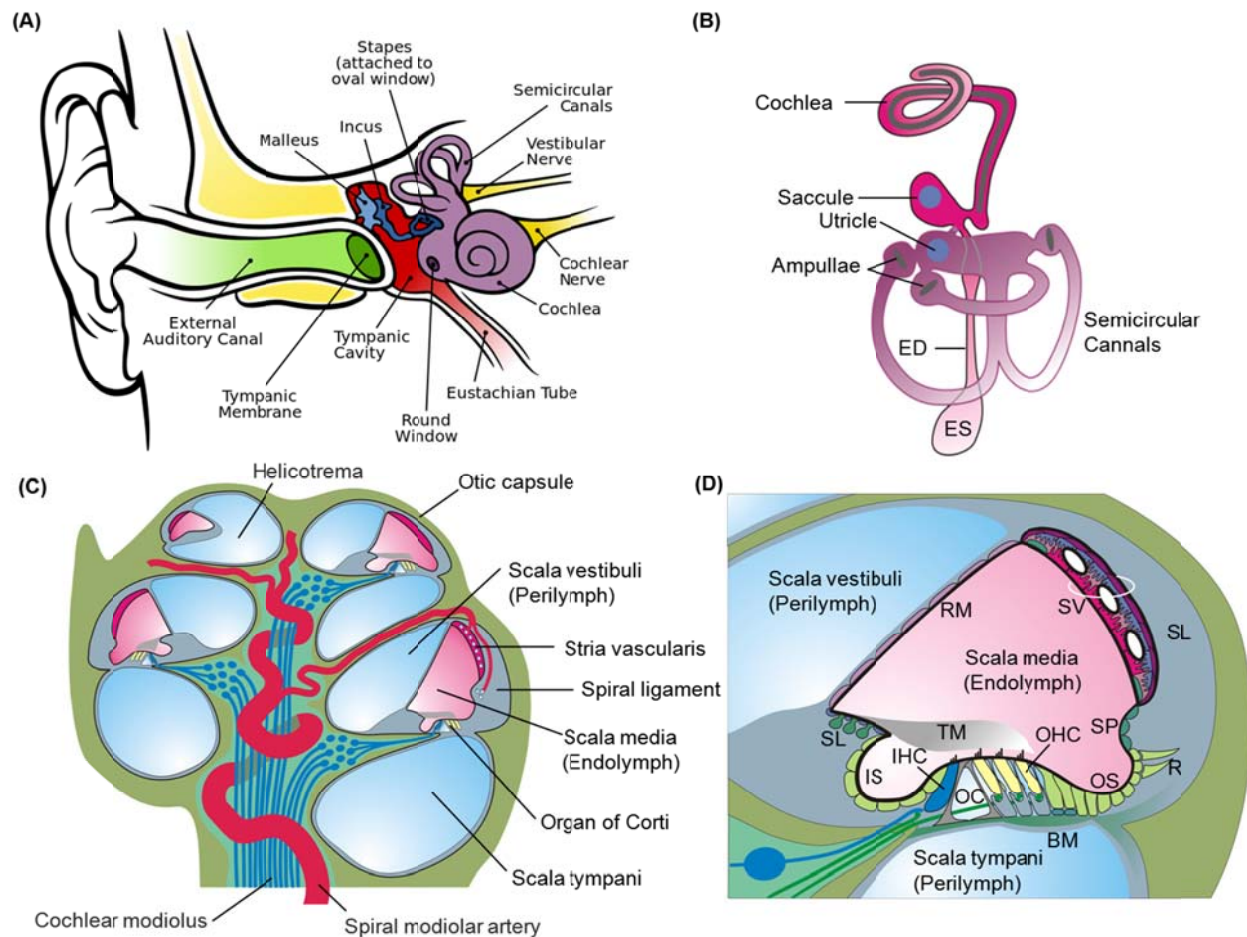 (A)
Stapes
(attached to
oval window)
Semicircular
Canals
Incus
Malleus
Vestibular
Nerve
Cochlear
Nerve
Cochlea
External
Auditory Canal
Tympanic
Cavity
Tympanic
Membrane
Eustachian Tube
Round
Window
(B)
Cochlea
Saccule
Utricle
Ampullae
Semicircular
Cannals
ED
ES
(C)
Helicotrema
Otic capsule
Scala vestibuli
(Perilymph)
Stria vascularis
Spiral ligament
Scala media
(Endolymph)
Organ of Corti
Scala tympani
Cochlear modiolus
Spiral modiolar artery
(D)
Scala vestibuli
(Perilymph)
RM
SV
SL
Scala media
(Endolymph)
SL
TM
OHC
SP
IHC
IS
OC
OS
R
BM
Scala tympani
(Perilymph)